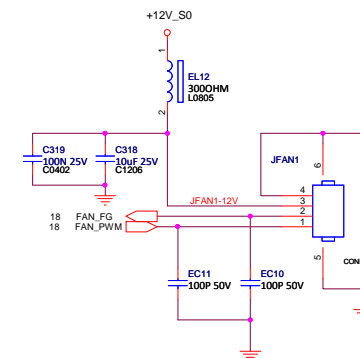 +12V_S0
1
EL12
300OHM
L0805
2
C319
100N 25V
C0402
C318
10uF 25V
C1206
JFAN1
6
4
3
2
1
JFAN1-12V
18 FAN_FG
18 FAN_PWM
5
CON
EC11
100P 50V
EC10
100P 50V